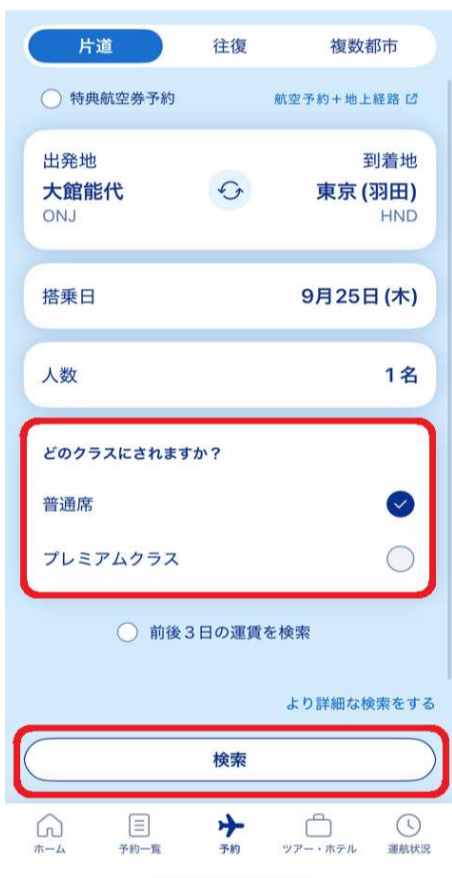 片道 往復 複数都市
特典航空券予約 航空予約+地上経路
出発地 到着地
大館能代 東京(羽田)
ONJ HND
搭乗日 9月25日(木)
人数 1名
どのクラスにされますか？
普通席
プレミアムクラス
前後3日の運賃を検索
より詳細な検索をする
検索
ホーム 予約一覧 予約 ツアー・ホテル 運航状況